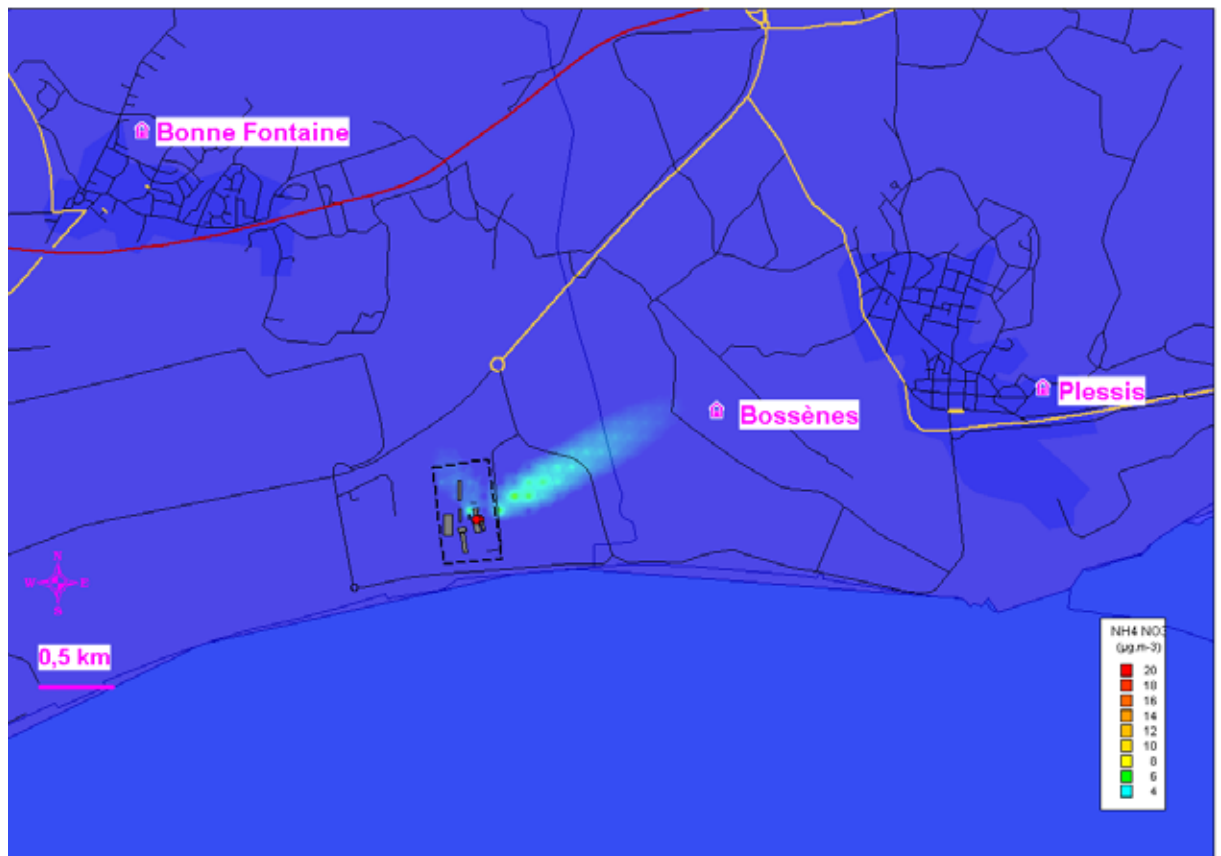 Bonne Fontaine
Plessis
Bossènes
N
W E
S
0,5 km
NH4 NO3
(µg.m-3)
20
18
16
14
12
10
8
6
4